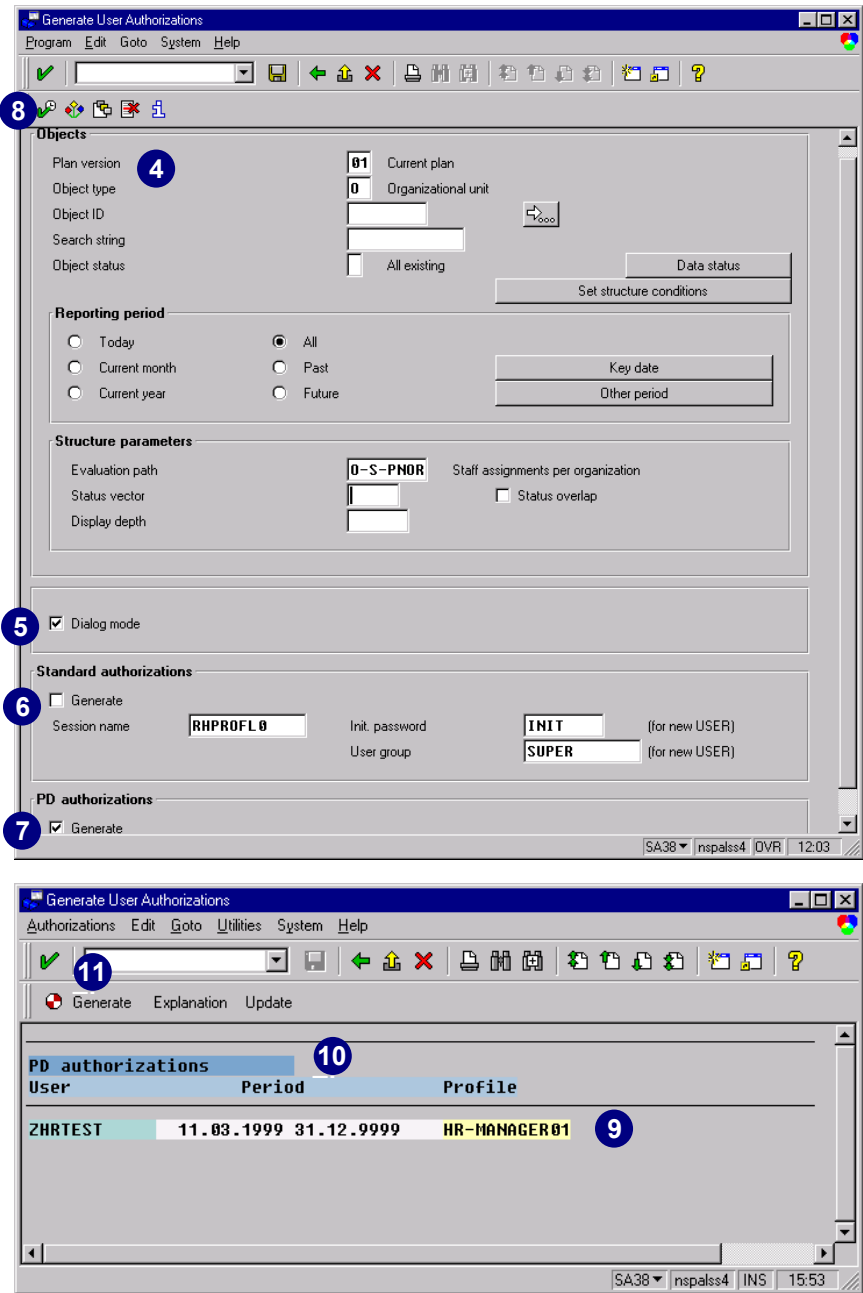 Generate User Authorizations
Program Edit Goto System Help
8
Objects
Plan version 4 01 Current plan
Object type O Organizational unit
Object ID
Search string
Object status All existing Data status
Set structure conditions
Reporting period
Today All
Current month Past Key date
Current year Future Other period
Structure parameters
Evaluation path O-S-PNOR Staff assignments per organization
Status vector Status overlap
Display depth
5 Dialog mode
Standard authorizations
6 Generate
Session name RHPROFL0 Init. password INIT (for new USER)
User group SUPER (for new USER)
PD authorizations
7 Generate
SA38 nspalss4 OVR 12:03
Generate User Authorizations
Authorizations Edit Goto Utilities System Help
11
Generate Explanation Update
PD authorizations 10
User Period Profile
ZHRTEST 11.03.1999 31.12.9999 HR-MANAGER01 9
SA38 nspalss4 INS 15:53